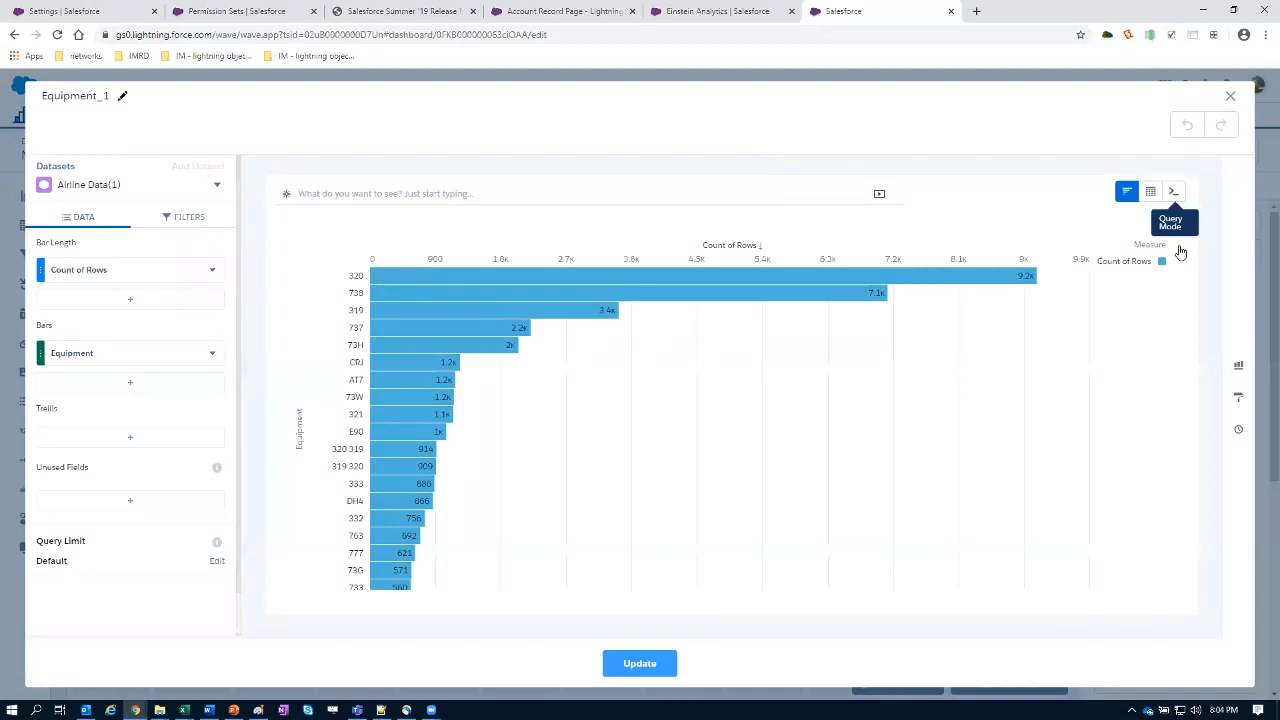 Settings | Salesforce
Permission Sets | Salesforce
Salesforce Summer '19 Release
Account Record Page - Lightning
Einstein Analytics | Salesforce
Salesforce
gs0.lightning.force.com/wave/wave.app?tsid=02uB0000000D7Un#dashboard/0FKB000000063ciOAA/edit
Apps
networks
IMRD
IM - lightning objec...
IM - lightning objec...
Equipment_1
Datasets
Add Dataset
Airline Data(1)
What do you want to see? Just start typing...
DATA
FILTERS
Query
Mode
Bar Length
Count of Rows
Bars
Equipment
Trellis
Unused Fields
Query Limit
Default
Edit
Count of Rows ↓
0 900 1.8K 2.7K 3.6K 4.5K 5.4K 6.3K 7.2K 8.1K 9K 9.9K
Measure
Count of Rows
Equipment
320 9.2K
738 7.1K
319 3.4K
737 2.2K
73H 2K
CRJ 1.2K
AT7 1.2K
73W 1.2K
321 1.1K
E90 1K
320 319 914
319 320 909
333 886
DH4 866
332 756
763 692
777 621
73G 571
733 560
Update
8:04 PM